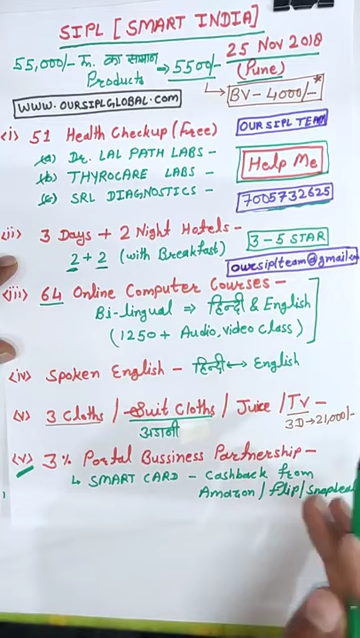 SIPL [SMART INDIA]
25 Nov 2018
(Pune)
55,000/- रु. का सामान
Products ⇒ 5500/-
BV - 4000/-*
WWW.OURSIPLGLOBAL.COM
<i> 51 Health Checkup (Free)
OUR SIPL TEAM
(a) Dr. LAL PATH LABS -
Help Me
(b) THYROCARE LABS -
(c) SRL DIAGNOSTICS -
7005732625
<ii> 3 Days + 2 Night Hotels -
3-5 STAR
2 + 2 (with Breakfast)
oursiplteam@gmail.com
<iii> 64 Online Computer Courses -
Bi-lingual ⇒ हिन्दी & English
(1250+ Audio, video class)
<iv> Spoken English - हिन्दी ↔ English
<v> 3 Cloths / Suit Cloths / Juice / TV -
अडानी
3D → 21,000/-
<v> 3% Portal Bussiness Partnership -
↳ SMART CARD - Cashback from
Amazon / Flip / Snapdeal